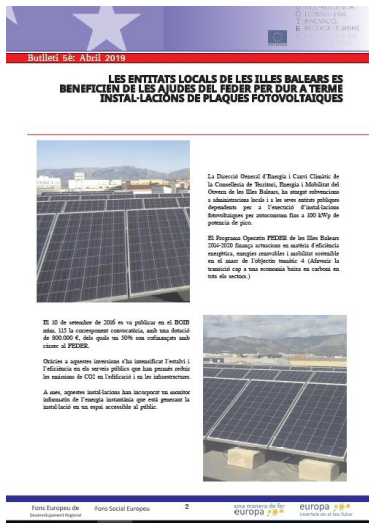 Butlletí 5è: Abril 2019
LES ENTITATS LOCALS DE LES ILLES BALEARS ES
BENEFICIEN DE LES AJUDES DEL FEDER PER DUR A TERME
INSTAL·LACIONS DE PLAQUES FOTOVOLTAIQUES
La Direcció General d'Energia i Canvi Climàtic de
la Conselleria de Territori, Energia i Mobilitat del
Govern de les Illes Balears, ha atorgat subvencions
a administracions locals i a les seves entitats públiques
dependents per a l'execució d'instal·lacions
fotovoltaiques per autoconsum fins a 100 kWp de
potencia de pico.
El Programa Operatiu FEDER de les Illes Balears
2014-2020 finança actuacions en matèria d'eficiència
energètica, energies renovables i mobilitat sostenible
en el marc de l'objectiu temàtic 4 (Afavorir la
transició cap a una economia baixa en carboni en
tots els sectors.)
El 10 de setembre de 2016 es va publicar en el BOIB
núm. 115 la corresponent convocatòria, amb una dotació
de 800.000 €, dels quals un 50% son cofinançats amb
càrrec al FEDER.
Gràcies a aquestes inversions s'ha intensificat l'estalvi i
l'eficiència en els serveis públics que han permés reduir
les emissions de CO2 en l'edificació i en les infraestructures.
A mes, aquestes instal·lacions han incorporat un monitor
informatiu de l'energia instantània que està generant la
instal·lació en un espai accessible al públic.
Fons Europeu de
Desenvolupament Regional
Fons Social Europeu
2
una manera de fer
europa
europa
inverteix en el teu futur